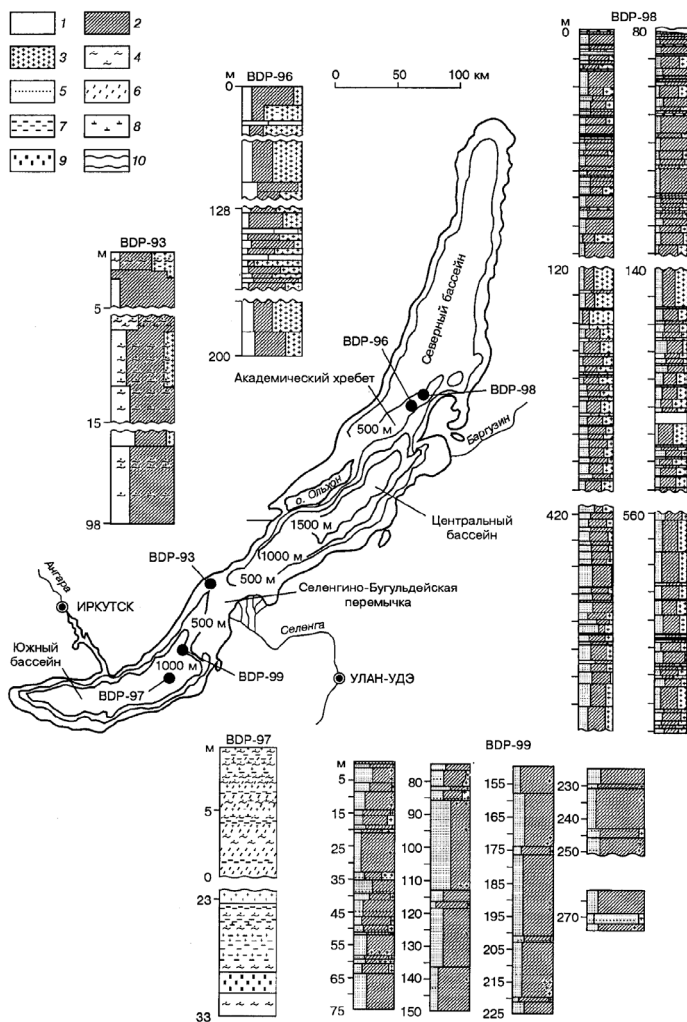 1
2
3
4
5
6
7
8
9
10
м BDP-96
0
128
200
0 60 100 км
BDP-98
м
0
80
120
140
420
560
BDP-93
м
5
15
98
Северный бассейн
BDP-96
Академический хребет
BDP-98
500 м
Баргузин
о. Ольхон
1500 м
Центральный
бассейн
1000 м
BDP-93
500 м
Селенгино-Бугульдейская
перемычка
Ангара
ИРКУТСК
500 м
Селенга
Южный
бассейн
1000 м
BDP-99
BDP-97
УЛАН-УДЭ
BDP-97
м
5
0
23
33
BDP-99
м
5
15
25
35
45
55
65
75
80
90
100
110
120
130
140
150
155
165
175
185
195
205
215
225
230
240
250
270